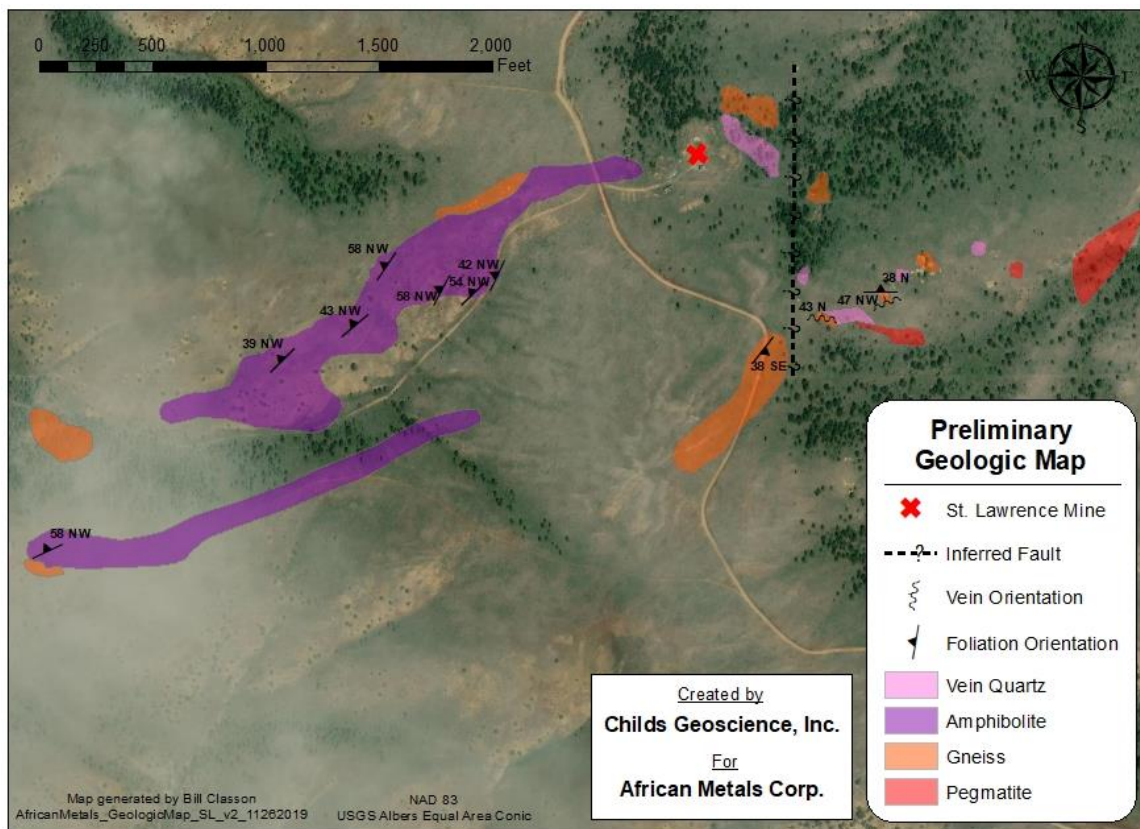 0 250 500 1,000 1,500 2,000
Feet
N
W
T
S
58 NW
42 NW
54 NW
58 NW
43 NW
39 NW
58 NW
38 N
47 NW
43 N
38 SE
?
?
?
?
?
?
?
?
Preliminary
Geologic Map
St. Lawrence Mine
? Inferred Fault
Vein Orientation
Foliation Orientation
Vein Quartz
Amphibolite
Gneiss
Pegmatite
Created by
Childs Geoscience, Inc.
For
African Metals Corp.
Map generated by Bill Classon
AfricanMetals_GeologicMap_SL_v2_11262019
NAD 83
USGS Albers Equal Area Conic